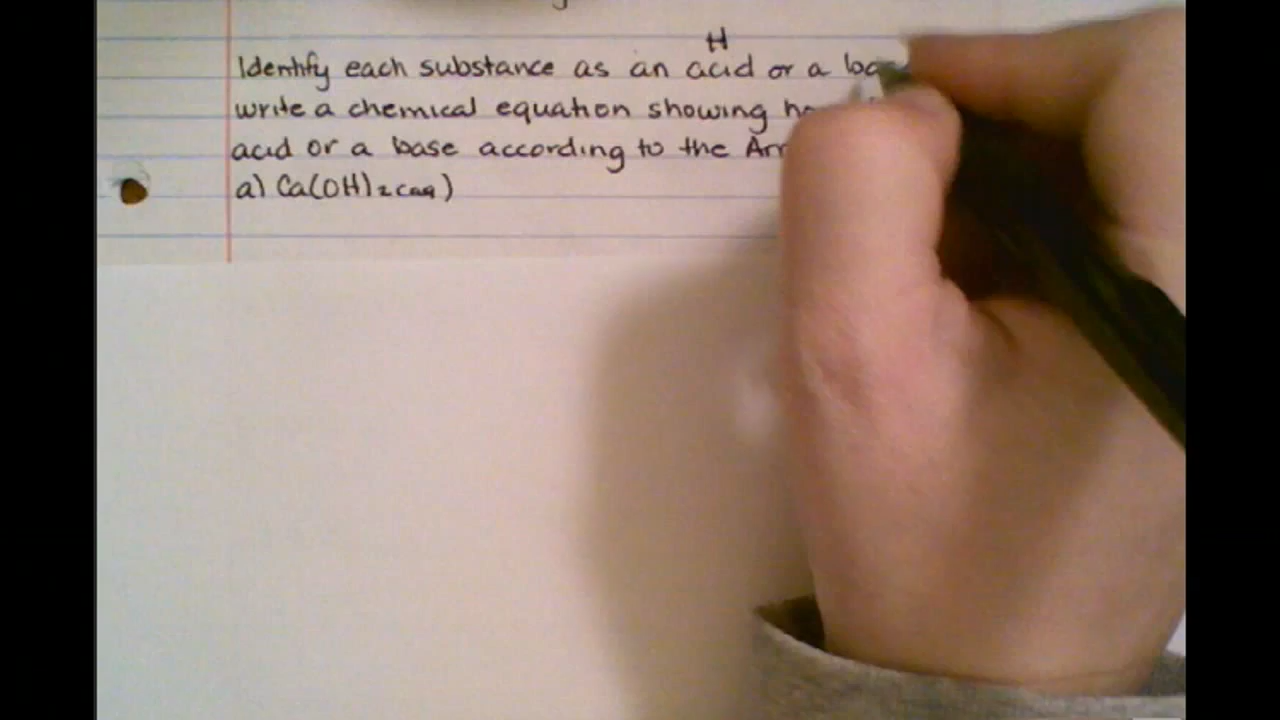 H
Identify each substance as an acid or a
write a chemical equation showing
acid or a base according to the
a) Ca(OH)₂(aq)